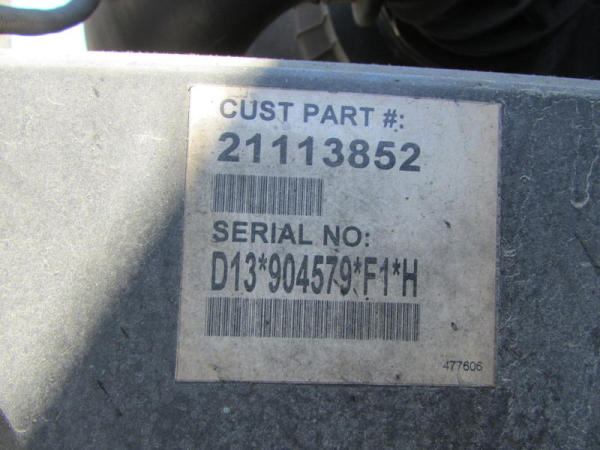 CUST PART #:
21113852
SERIAL NO:
D13*904579*F1*H
477606